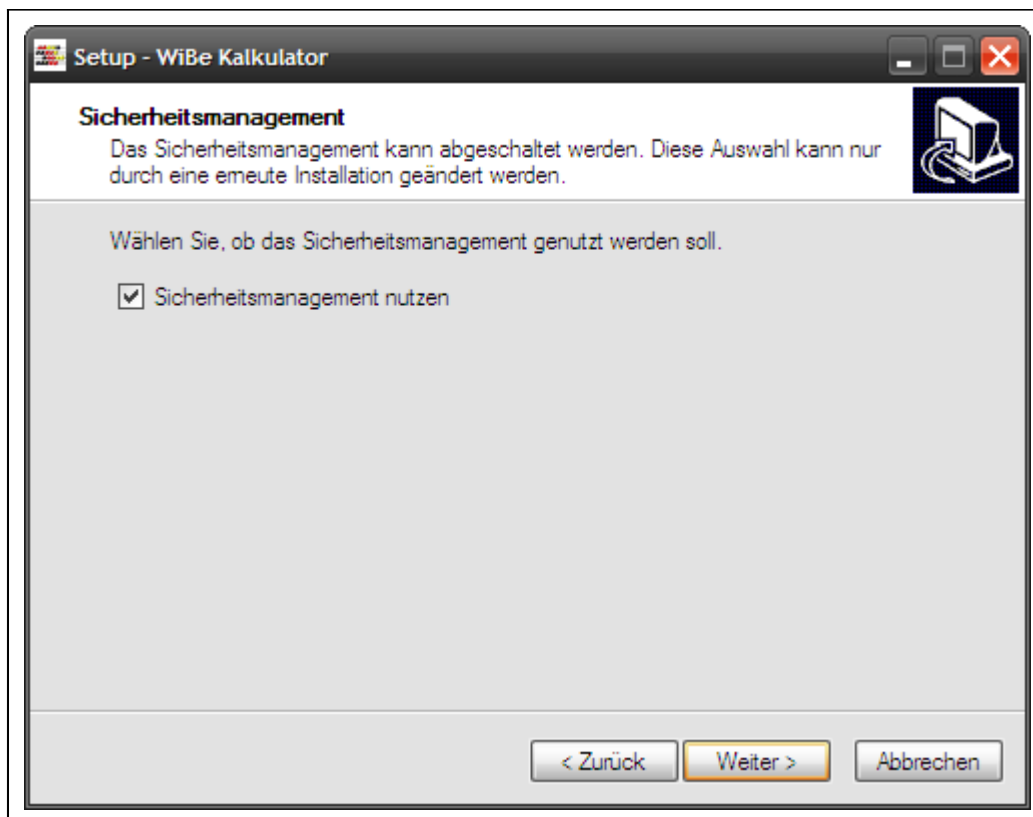 Setup - WiBe Kalkulator
Sicherheitsmanagement
Das Sicherheitsmanagement kann abgeschaltet werden. Diese Auswahl kann nur
durch eine erneute Installation geändert werden.
Wählen Sie, ob das Sicherheitsmanagement genutzt werden soll.
Sicherheitsmanagement nutzen
< Zurück
Weiter >
Abbrechen